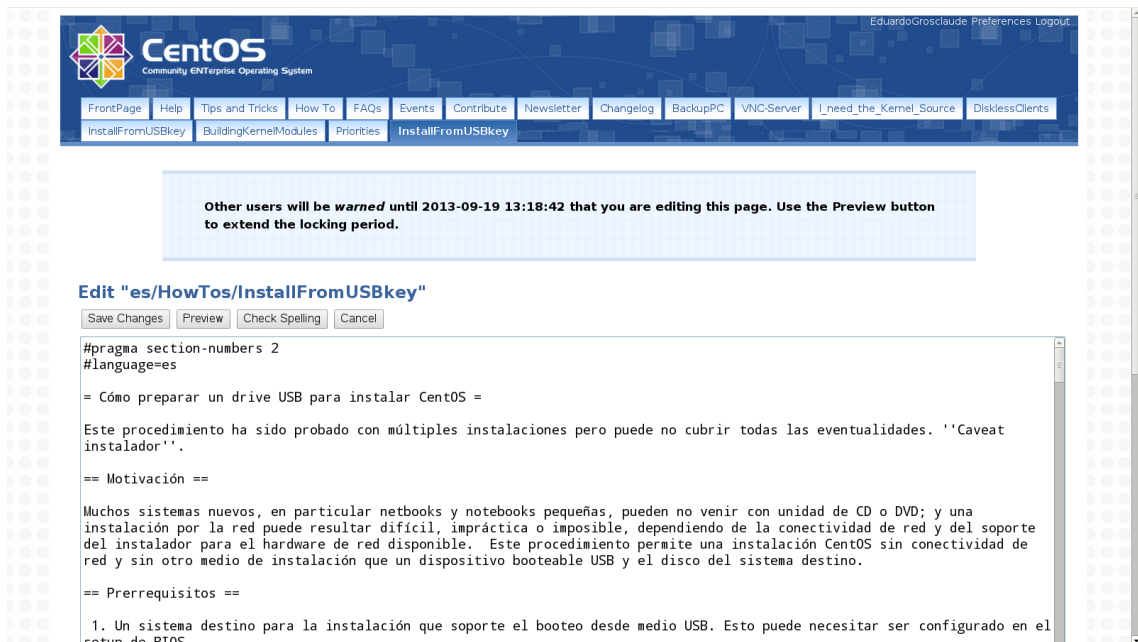 EduardoGrosclaude Preferences Logout
CentOS
Community ENTerprise Operating System
FrontPage Help Tips and Tricks How To FAQs Events Contribute Newsletter Changelog BackupPC VNC-Server I_need_the_Kernel_Source DisklessClients
InstallFromUSBkey BuildingKernelModules Priorities InstallFromUSBkey
Other users will be warned until 2013-09-19 13:18:42 that you are editing this page. Use the Preview button
to extend the locking period.
Edit "es/HowTos/InstallFromUSBkey"
Save Changes Preview Check Spelling Cancel
#pragma section-numbers 2
#language=es
= Cómo preparar un drive USB para instalar CentOS =
Este procedimiento ha sido probado con múltiples instalaciones pero puede no cubrir todas las eventualidades. ''Caveat
instalador''.
== Motivación ==
Muchos sistemas nuevos, en particular netbooks y notebooks pequeñas, pueden no venir con unidad de CD o DVD; y una
instalación por la red puede resultar difícil, impráctica o imposible, dependiendo de la conectividad de red y del soporte
del instalador para el hardware de red disponible.  Este procedimiento permite una instalación CentOS sin conectividad de
red y sin otro medio de instalación que un dispositivo booteable USB y el disco del sistema destino.
== Prerrequisitos ==
1. Un sistema destino para la instalación que soporte el booteo desde medio USB. Esto puede necesitar ser configurado en el
setup de BIOS